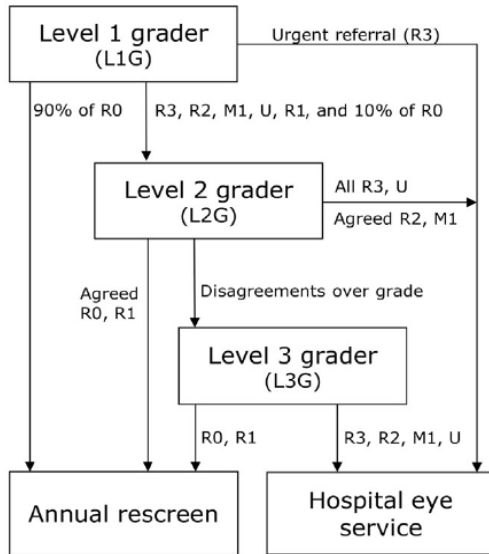 Level 1 grader
(L1G)
Urgent referral (R3)
90% of R0
R3, R2, M1, U, R1, and 10% of R0
Level 2 grader
(L2G)
All R3, U
Agreed R2, M1
Agreed
R0, R1
Disagreements over grade
Level 3 grader
(L3G)
R0, R1
R3, R2, M1, U
Annual rescreen
Hospital eye
service